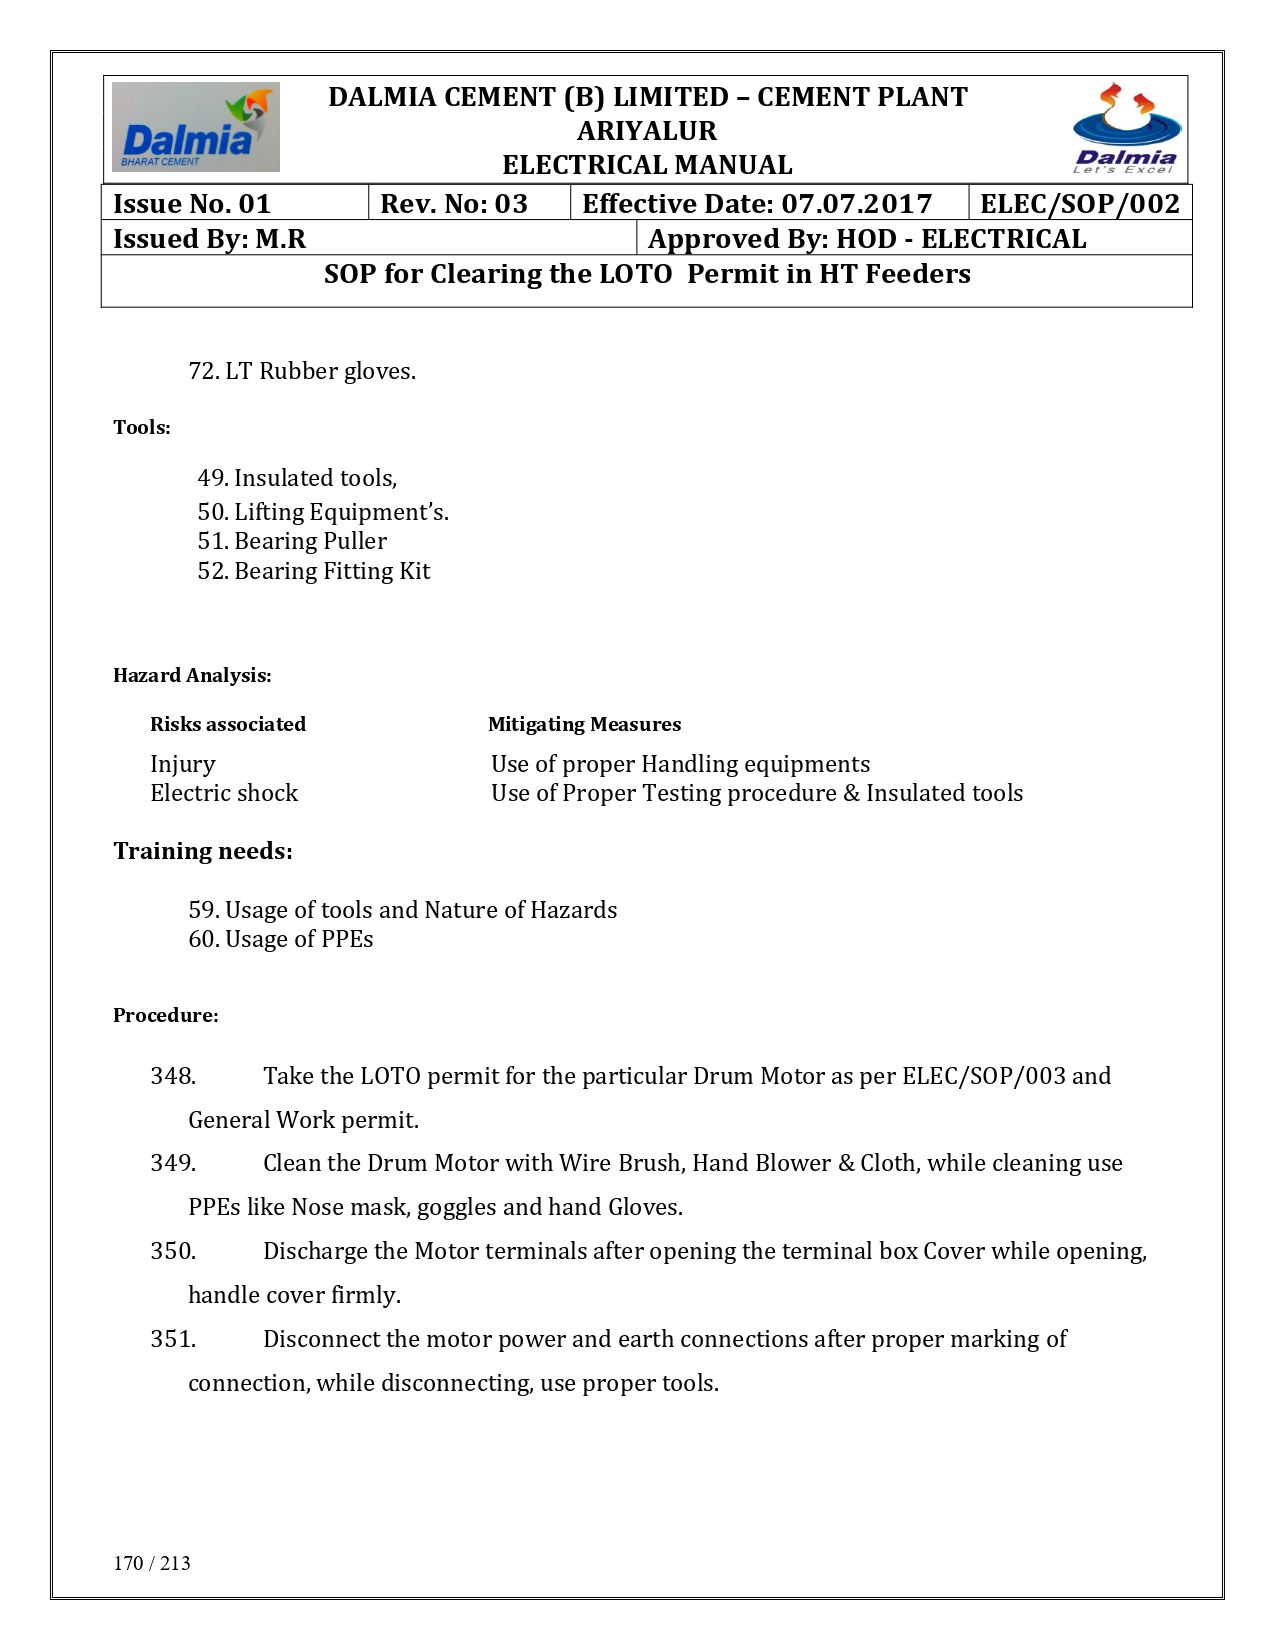 Dalmia
BHARAT CEMENT
DALMIA CEMENT (B) LIMITED – CEMENT PLANT
ARIYALUR
ELECTRICAL MANUAL
Dalmia
Let's Excel
Issue No. 01 Rev. No: 03 Effective Date: 07.07.2017 ELEC/SOP/002
Issued By: M.R Approved By: HOD - ELECTRICAL
SOP for Clearing the LOTO  Permit in HT Feeders
72. LT Rubber gloves.
Tools:
49. Insulated tools,
50. Lifting Equipment’s.
51. Bearing Puller
52. Bearing Fitting Kit
Hazard Analysis:
Risks associated Mitigating Measures
Injury Use of proper Handling equipments
Electric shock Use of Proper Testing procedure & Insulated tools
Training needs:
59. Usage of tools and Nature of Hazards
60. Usage of PPEs
Procedure:
348. Take the LOTO permit for the particular Drum Motor as per ELEC/SOP/003 and
General Work permit.
349. Clean the Drum Motor with Wire Brush, Hand Blower & Cloth, while cleaning use
PPEs like Nose mask, goggles and hand Gloves.
350. Discharge the Motor terminals after opening the terminal box Cover while opening,
handle cover firmly.
351. Disconnect the motor power and earth connections after proper marking of
connection, while disconnecting, use proper tools.
170 / 213